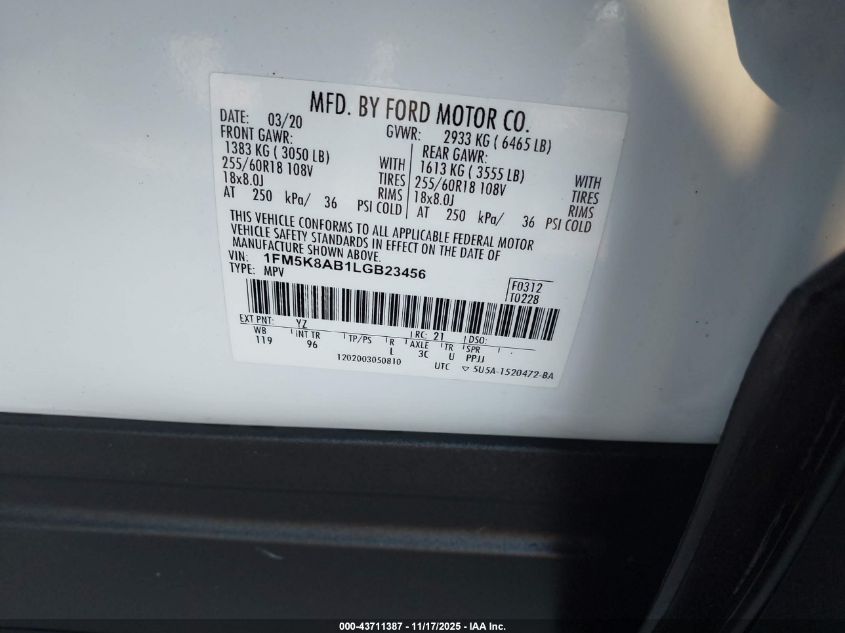 MFD. BY FORD MOTOR CO.
DATE: 03/20 GVWR: 2933 KG ( 6465 LB)
FRONT GAWR: REAR GAWR:
1383 KG ( 3050 LB) WITH 1613 KG ( 3555 LB) WITH
255/60R18 108V TIRES 255/60R18 108V TIRES
18x8.0J RIMS 18x8.0J RIMS
AT 250 kPa/ 36 PSI COLD AT 250 kPa/ 36 PSI COLD
THIS VEHICLE CONFORMS TO ALL APPLICABLE FEDERAL MOTOR
VEHICLE SAFETY STANDARDS IN EFFECT ON THE DATE OF
MANUFACTURE SHOWN ABOVE.
VIN: 1FM5K8AB1LGB23456
TYPE: MPV
F0312
T0228
EXT PNT: YZ RC: 21 DSO:
WB INT TR TP/PS R AXLE TR SPR
119 96 L 3C U PPJJ
1202003050810 UTC ▽ 5U5A-1520472-BA
000-43711387 - 11/17/2025 - IAA Inc.